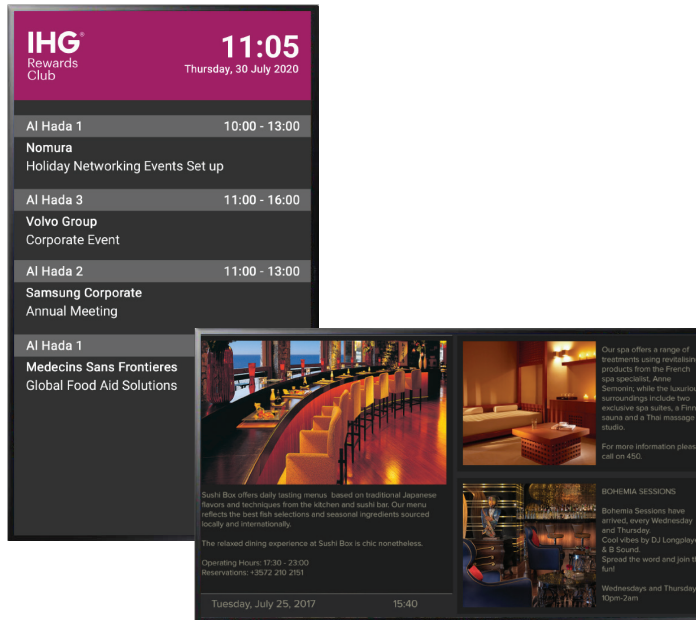 IHG®
Rewards
Club
11:05
Thursday, 30 July 2020
Al Hada 1 10:00 - 13:00
Nomura
Holiday Networking Events Set up
Al Hada 3 11:00 - 16:00
Volvo Group
Corporate Event
Al Hada 2 11:00 - 13:00
Samsung Corporate
Annual Meeting
Al Hada 1
Medecins Sans Frontieres
Global Food Aid Solutions
Sushi Box offers daily tasting menus based on traditional Japanese
flavors and techniques from the kitchen and sushi bar. Our menu
reflects the best fish selections and seasonal ingredients sourced
locally and internationally.
The relaxed dining experience at Sushi Box is chic nonetheless.
Operating Hours: 17:30 - 23:00
Reservations: +3572 210 2151
Tuesday, July 25, 2017 15:40
Our spa offers a range of
treatments using revitalisin
products from the French
spa specialist, Anne
Semonin; while the luxuriou
surroundings include two
exclusive spa suites, a Finn
sauna and a Thai massage
studio.
For more information pleas
call on 450.
BOHEMIA SESSIONS
Bohemia Sessions have
arrived, every Wednesday
and Thursday.
Cool vibes by DJ Longplaye
& B Sound.
Spread the word and join th
fun!
Wednesdays and Thursday
10pm-2am